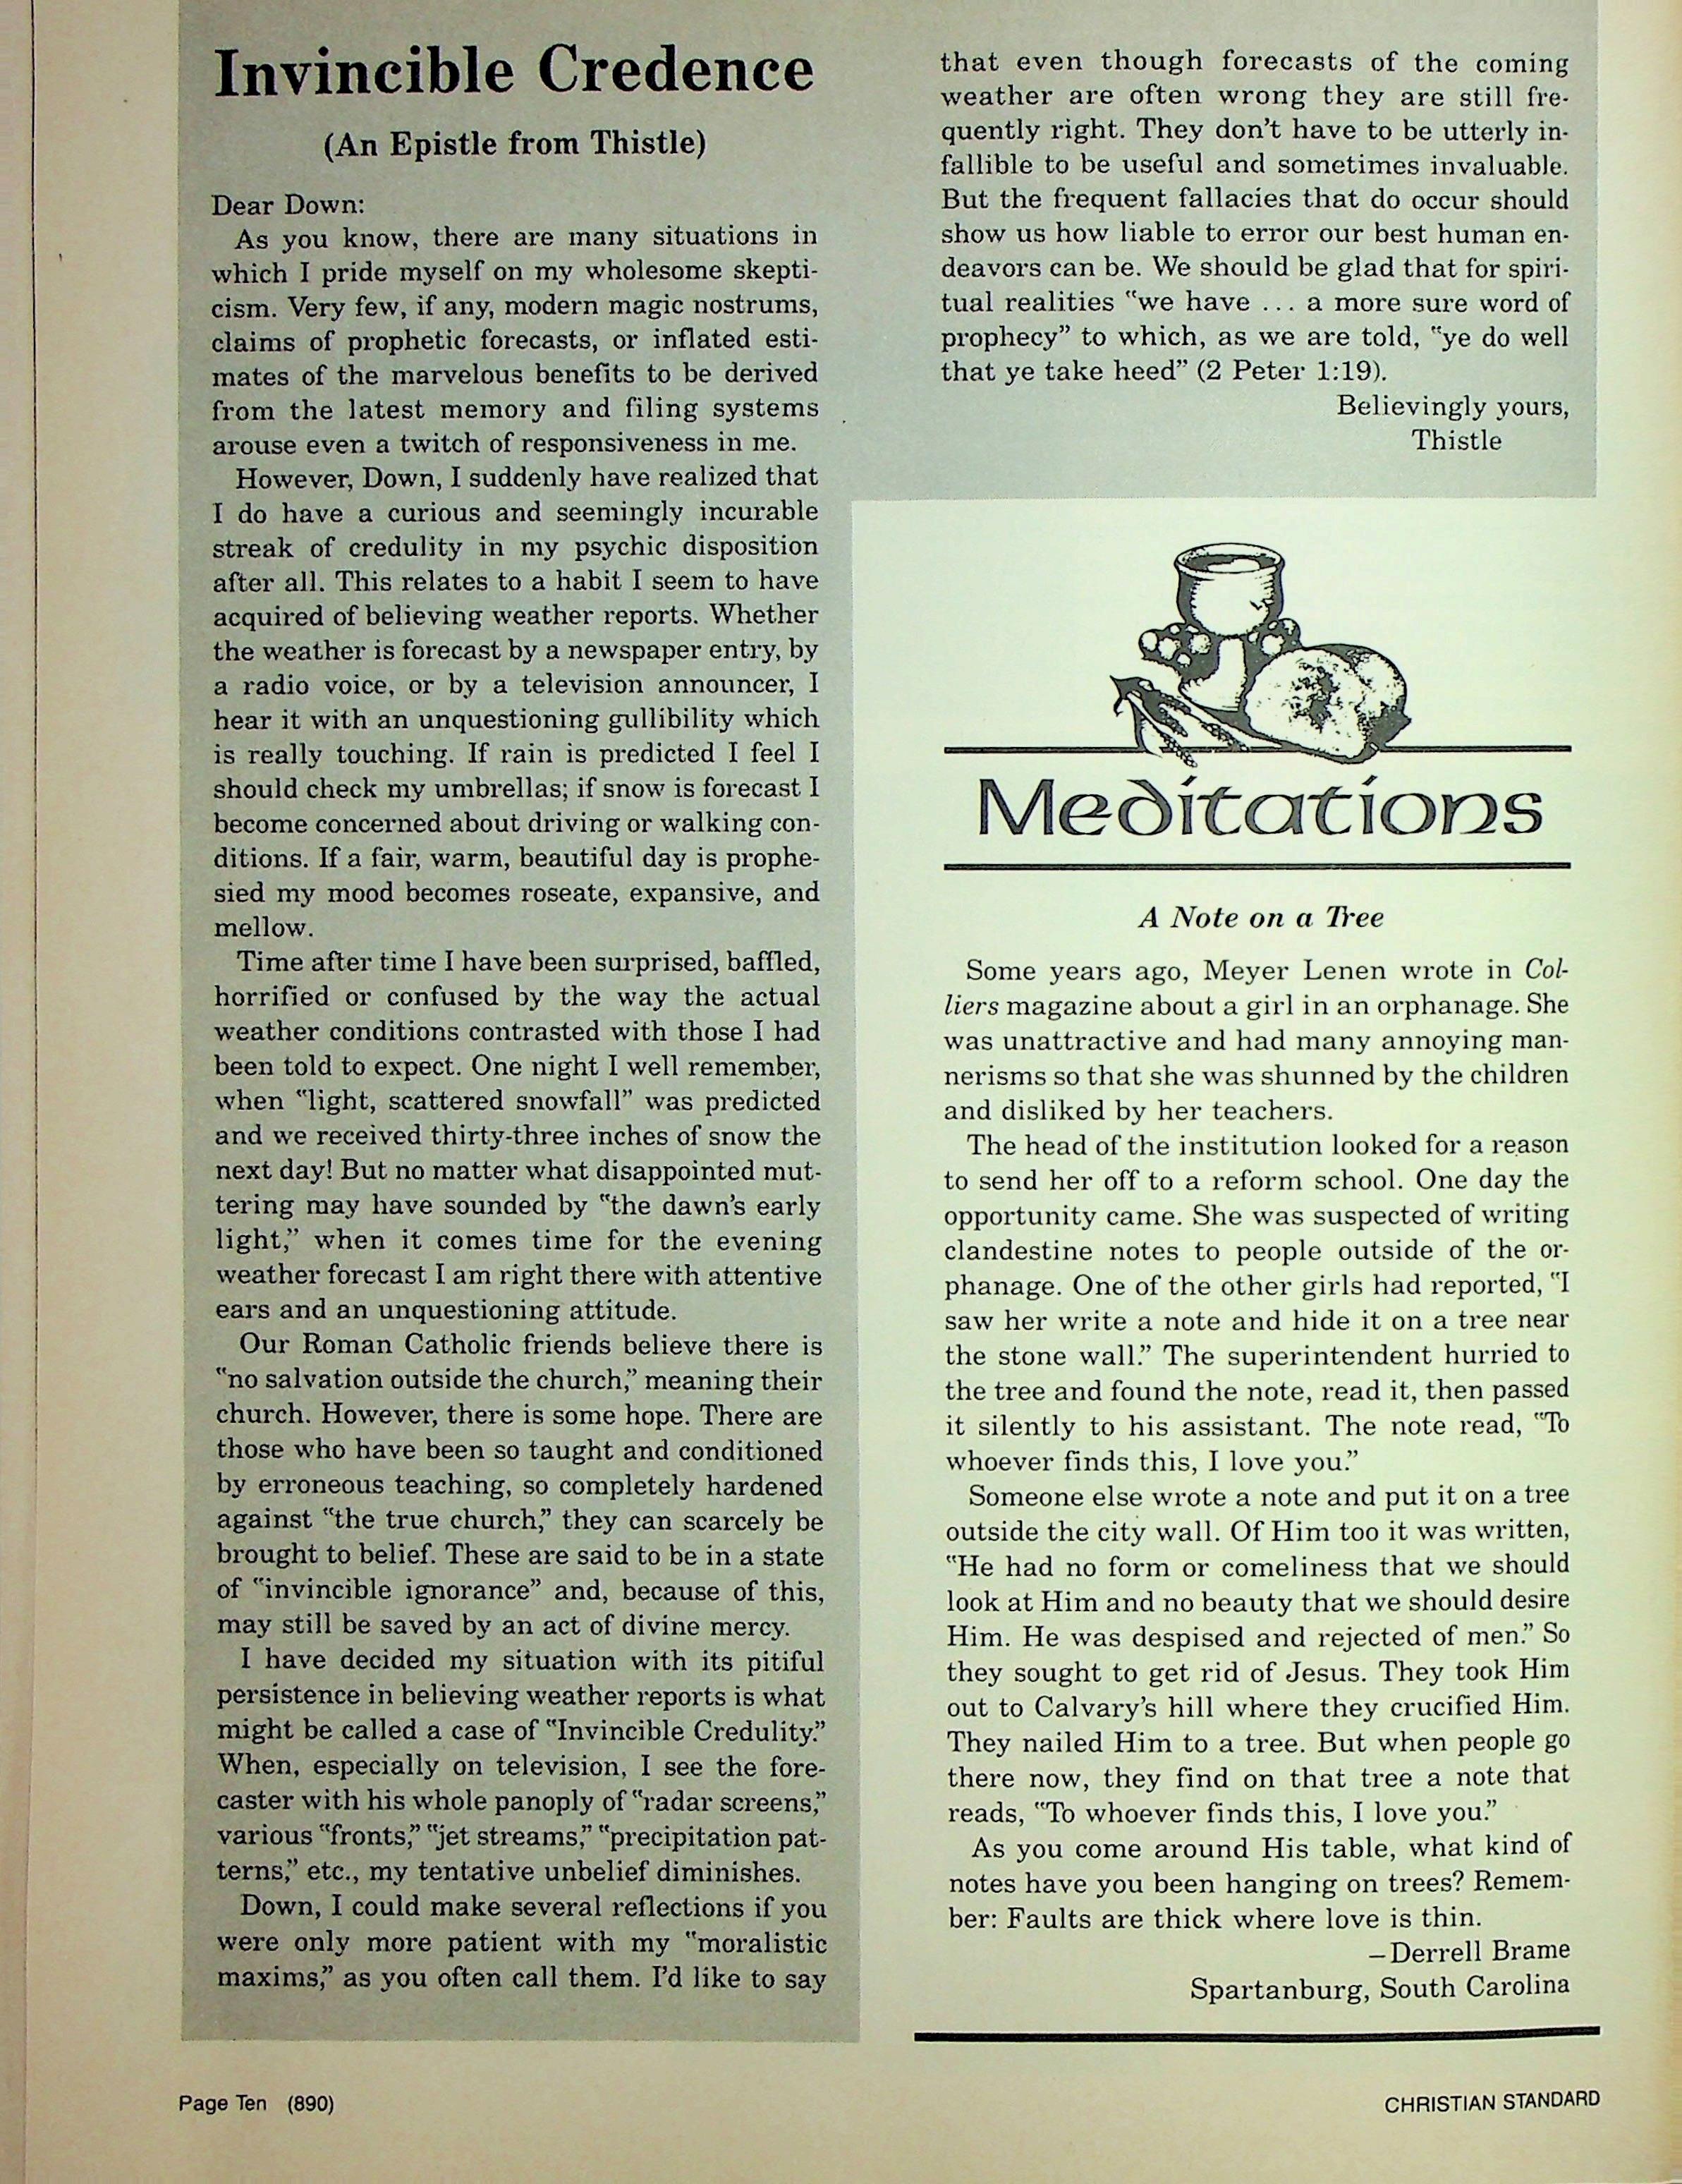 Invincible Credence
(An Epistle from Thistle)
Dear Down:
As you know, there are many situations in
which I pride myself on my wholesome skepti-
cism. Very few, if any, modern magic nostrums,
claims of prophetic forecasts, or inflated esti-
mates of the marvelous benefits to be derived
from the latest memory and filing systems
arouse even a twitch of responsiveness in me.
However, Down, I suddenly have realized that
I do have a curious and seemingly incurable
streak of credulity in my psychic disposition
after all. This relates to a habit I seem to have
acquired of believing weather reports. Whether
the weather is forecast by a newspaper entry, by
a radio voice, or by a television announcer, I
hear it with an unquestioning gullibility which
is really touching. If rain is predicted I feel I
should check my umbrellas; if snow is forecast I
become concerned about driving or walking con-
ditions. If a fair, warm, beautiful day is prophe-
sied my mood becomes roseate, expansive, and
mellow.
Time after time I have been surprised, baffled,
horrified or confused by the way the actual
weather conditions contrasted with those I had
been told to expect. One night I well remember,
when "light, scattered snowfall" was predicted
and we received thirty-three inches of snow the
next day! But no matter what disappointed mut-
tering may have sounded by "the dawn's early
light," when it comes time for the evening
weather forecast I am right there with attentive
ears and an unquestioning attitude.
Our Roman Catholic friends believe there is
"no salvation outside the church," meaning their
church. However, there is some hope. There are
those who have been so taught and conditioned
by erroneous teaching, so completely hardened
against "the true church," they can scarcely be
brought to belief. These are said to be in a state
of "invincible ignorance" and, because of this,
may still be saved by an act of divine mercy.
I have decided my situation with its pitiful
persistence in believing weather reports is what
might be called a case of "Invincible Credulity."
When, especially on television, I see the fore-
caster with his whole panoply of "radar screens,"
various "fronts," "jet streams," "precipitation pat-
terns," etc., my tentative unbelief diminishes.
Down, I could make several reflections if you
were only more patient with my "moralistic
maxims," as you often call them. I'd like to say
that even though forecasts of the coming
weather are often wrong they are still fre-
quently right. They don't have to be utterly in-
fallible to be useful and sometimes invaluable.
But the frequent fallacies that do occur should
show us how liable to error our best human en-
deavors can be. We should be glad that for spiri-
tual realities "we have ... a more sure word of
prophecy" to which, as we are told, "ye do well
that ye take heed" (2 Peter 1:19).
Believingly yours,
Thistle
Meditations
A Note on a Tree
Some years ago, Meyer Lenen wrote in Col-
liers magazine about a girl in an orphanage. She
was unattractive and had many annoying man-
nerisms so that she was shunned by the children
and disliked by her teachers.
The head of the institution looked for a reason
to send her off to a reform school. One day the
opportunity came. She was suspected of writing
clandestine notes to people outside of the or-
phanage. One of the other girls had reported, "I
saw her write a note and hide it on a tree near
the stone wall." The superintendent hurried to
the tree and found the note, read it, then passed
it silently to his assistant. The note read, "To
whoever finds this, I love you."
Someone else wrote a note and put it on a tree
outside the city wall. Of Him too it was written,
"He had no form or comeliness that we should
look at Him and no beauty that we should desire
Him. He was despised and rejected of men." So
they sought to get rid of Jesus. They took Him
out to Calvary's hill where they crucified Him.
They nailed Him to a tree. But when people go
there now, they find on that tree a note that
reads, "To whoever finds this, I love you."
As you come around His table, what kind of
notes have you been hanging on trees? Remem-
ber: Faults are thick where love is thin.
–Derrell Brame
Spartanburg, South Carolina
Page Ten (890)
CHRISTIAN STANDARD